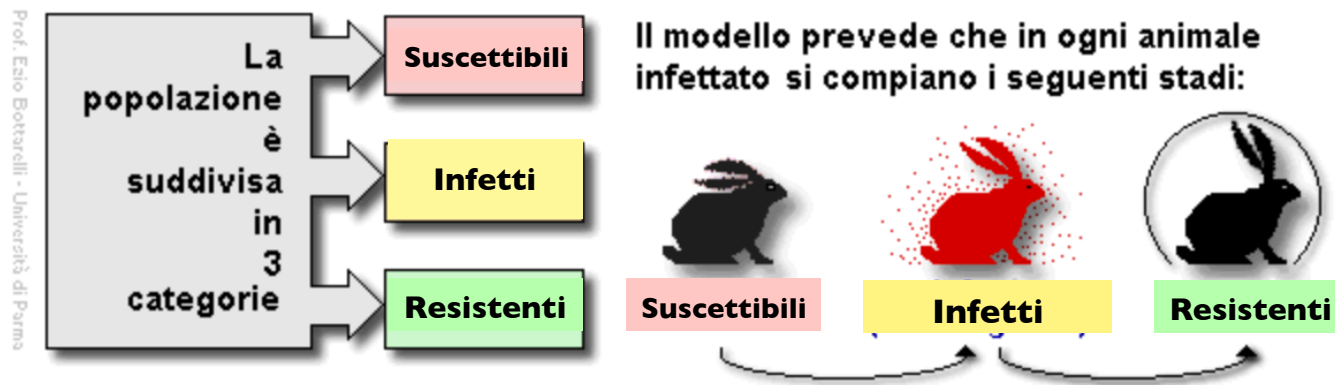 Prof. Ezio Bottarelli - Università di Parma
La
popolazione
è
suddivisa
in
3
categorie
Suscettibili
Infetti
Resistenti
Il modello prevede che in ogni animale
infettato si compiano i seguenti stadi:
Suscettibili
Infetti
Resistenti